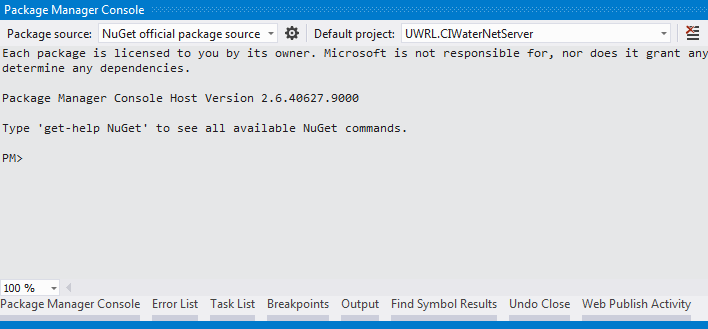 Package Manager Console
Package source: NuGet official package source Default project: UWRL.CIWaterNetServer
Each package is licensed to you by its owner. Microsoft is not responsible for, nor does it grant any
determine any dependencies.
Package Manager Console Host Version 2.6.40627.9000
Type 'get-help NuGet' to see all available NuGet commands.
PM>
100 %
Package Manager Console Error List Task List Breakpoints Output Find Symbol Results Undo Close Web Publish Activity